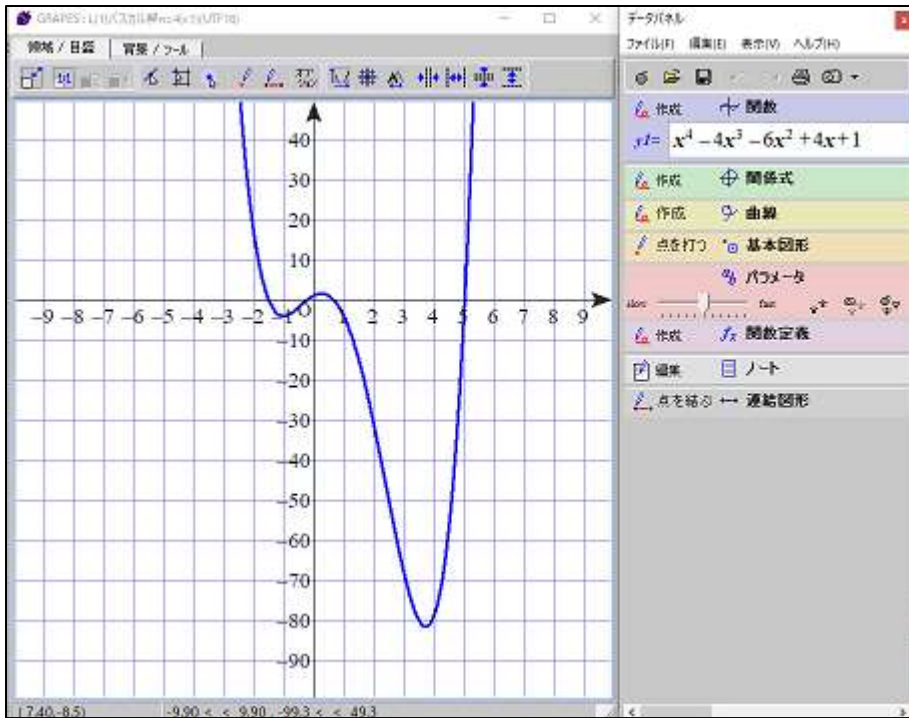 領域 / 目盛 背景 / ツール
40
30
20
10
−9 −8 −7 −6 −5 −4 −3 −2 −1 0 1 2 3 4 5 6 7 8 9
−10
−20
−30
−40
−50
−60
−70
−80
−90
(7.40,-8.5) -9.90 < < 9.90 , -99.3 < < 49.3
データパネル
ファイル(F) 編集(E) 表示(V) ヘルプ(H)
作成 関数
y1= x⁴ −4x³ −6x² +4x+1
作成 関係式
作成 曲線
点を打つ 基本図形
パラメータ
slow fast
作成 関数定義
編集 ノート
点を結ぶ 連結図形